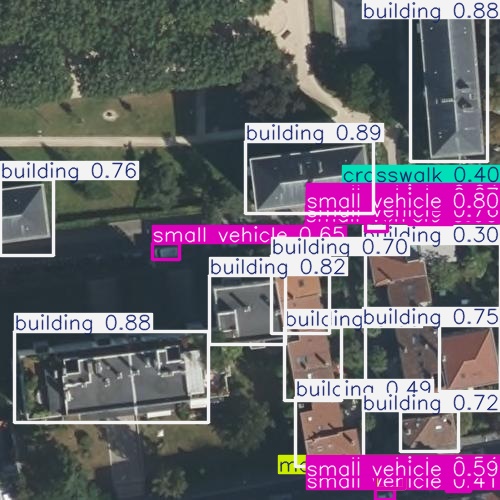 building 0.88
building 0.89
building 0.76
crosswalk 0.40
small vehicle 0.80
small vehicle 0.65
building 0.30
building 0.70
building 0.82
building
building 0.75
building 0.88
building 0.49
building 0.72
small vehicle 0.59
small vehicle 0.41